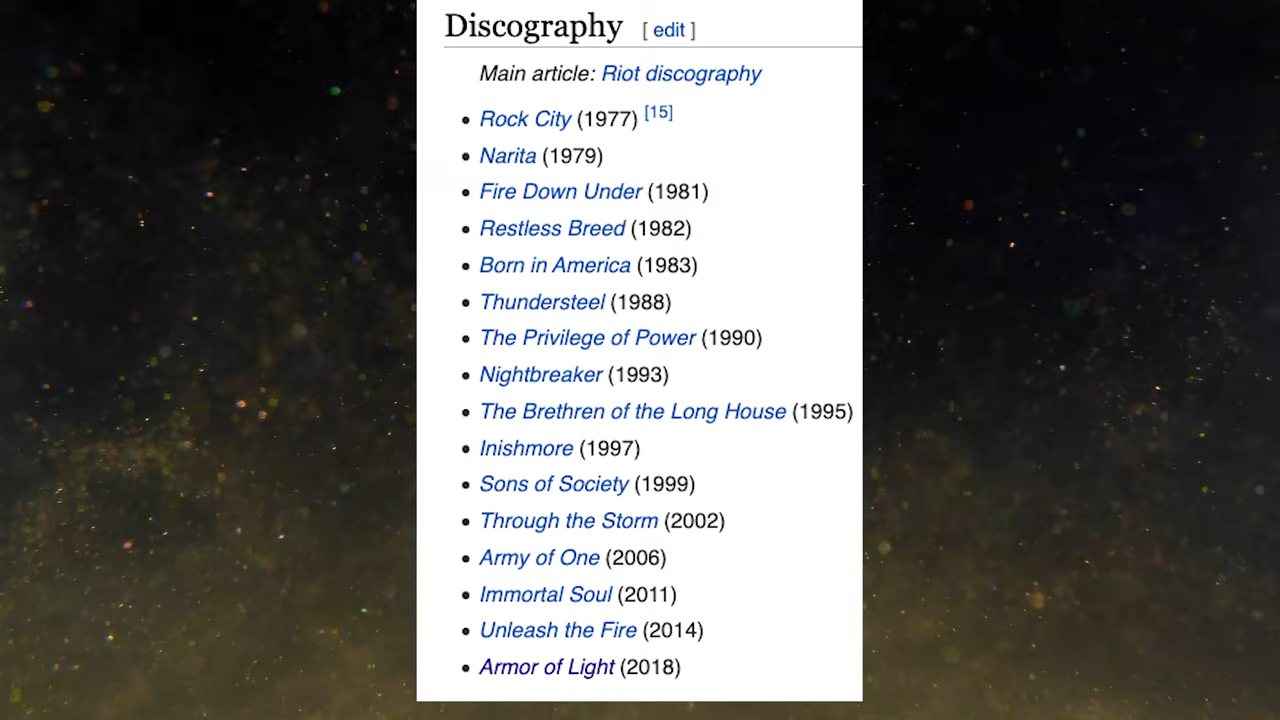 Discography [ edit ]
Main article: Riot discography
• Rock City (1977) [15]
• Narita (1979)
• Fire Down Under (1981)
• Restless Breed (1982)
• Born in America (1983)
• Thundersteel (1988)
• The Privilege of Power (1990)
• Nightbreaker (1993)
• The Brethren of the Long House (1995)
• Inishmore (1997)
• Sons of Society (1999)
• Through the Storm (2002)
• Army of One (2006)
• Immortal Soul (2011)
• Unleash the Fire (2014)
• Armor of Light (2018)